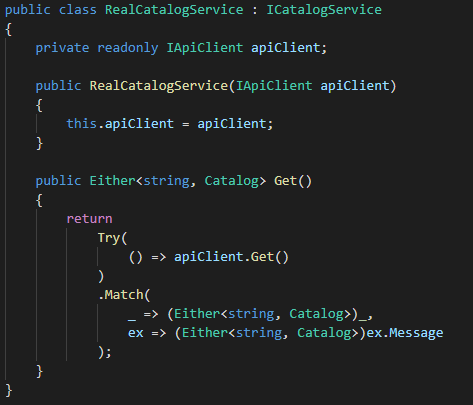 public class RealCatalogService : ICatalogService
{
    private readonly IApiClient apiClient;

    public RealCatalogService(IApiClient apiClient)
    {
        this.apiClient = apiClient;
    }

    public Either<string, Catalog> Get()
    {
        return
            Try(
                () => apiClient.Get()
            )
            .Match(
                _ => (Either<string, Catalog>)_,
                ex => (Either<string, Catalog>)ex.Message
            );
    }
}